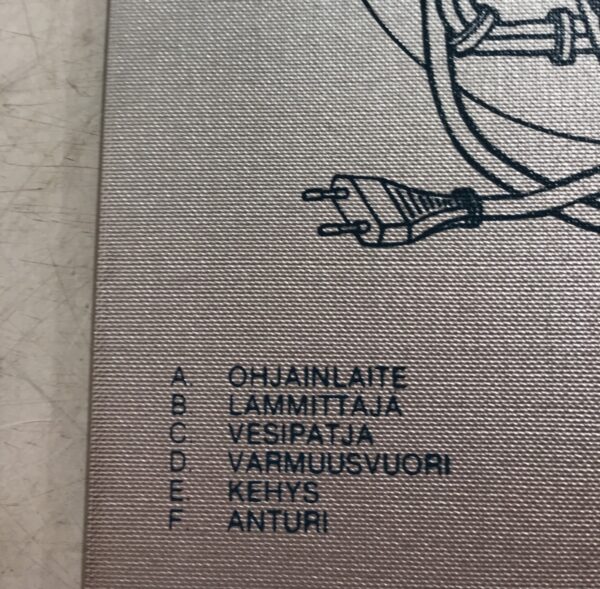 A. OHJAINLAITE
B LAMMITTAJA
C VESIPATJA
D. VARMUUSVUORI
E. KEHYS
F. ANTURI